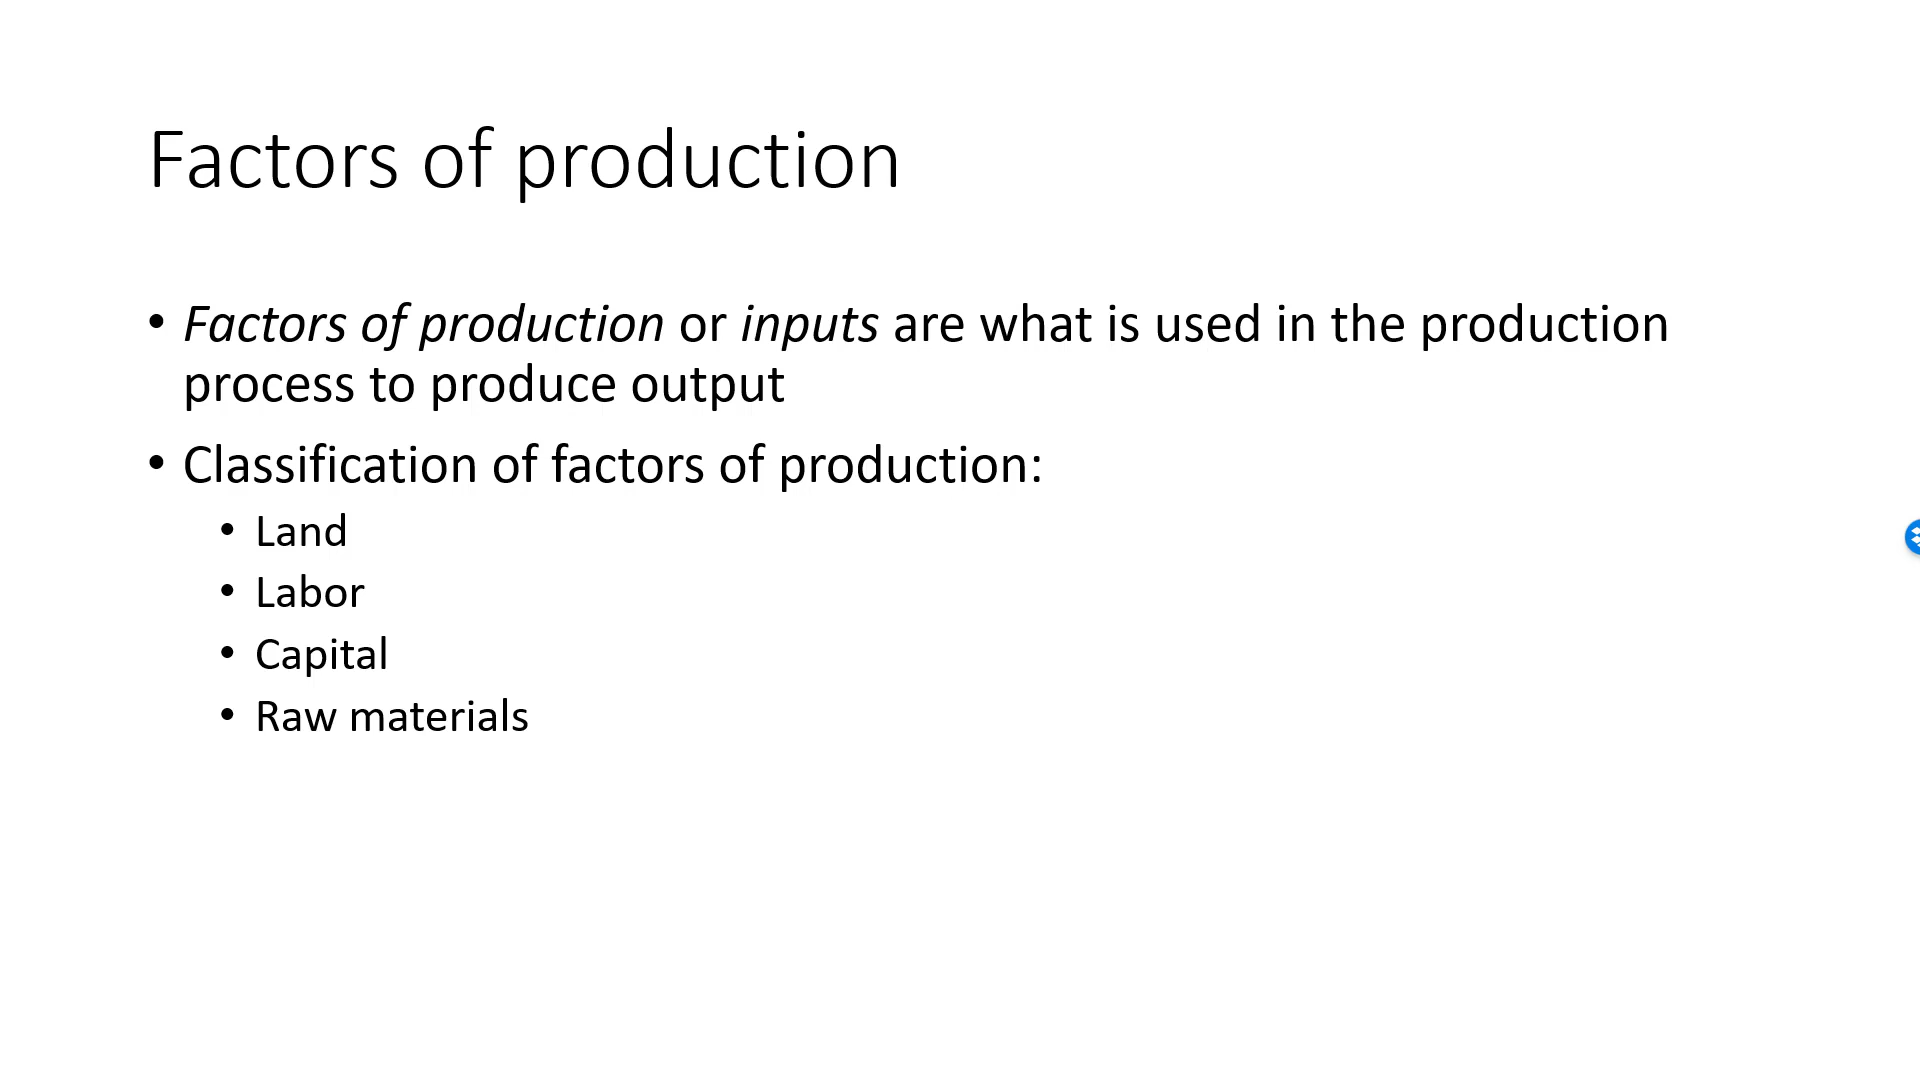 Factors of production
• Factors of production or inputs are what is used in the production
process to produce output
• Classification of factors of production:
• Land
• Labor
• Capital
• Raw materials